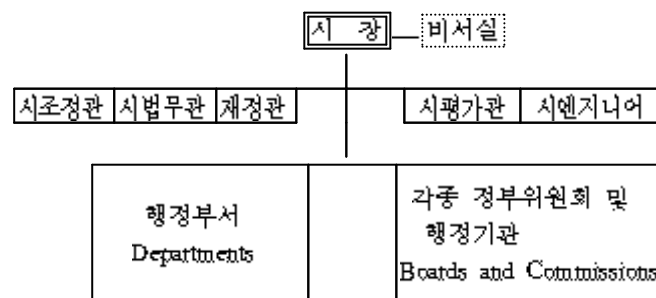 시 장 비서실
시조정관 시법무관 재정관 시평가관 시엔지니어
행정부서
Departments
각종 정부위원회 및
행정기관
Boards and Commissions